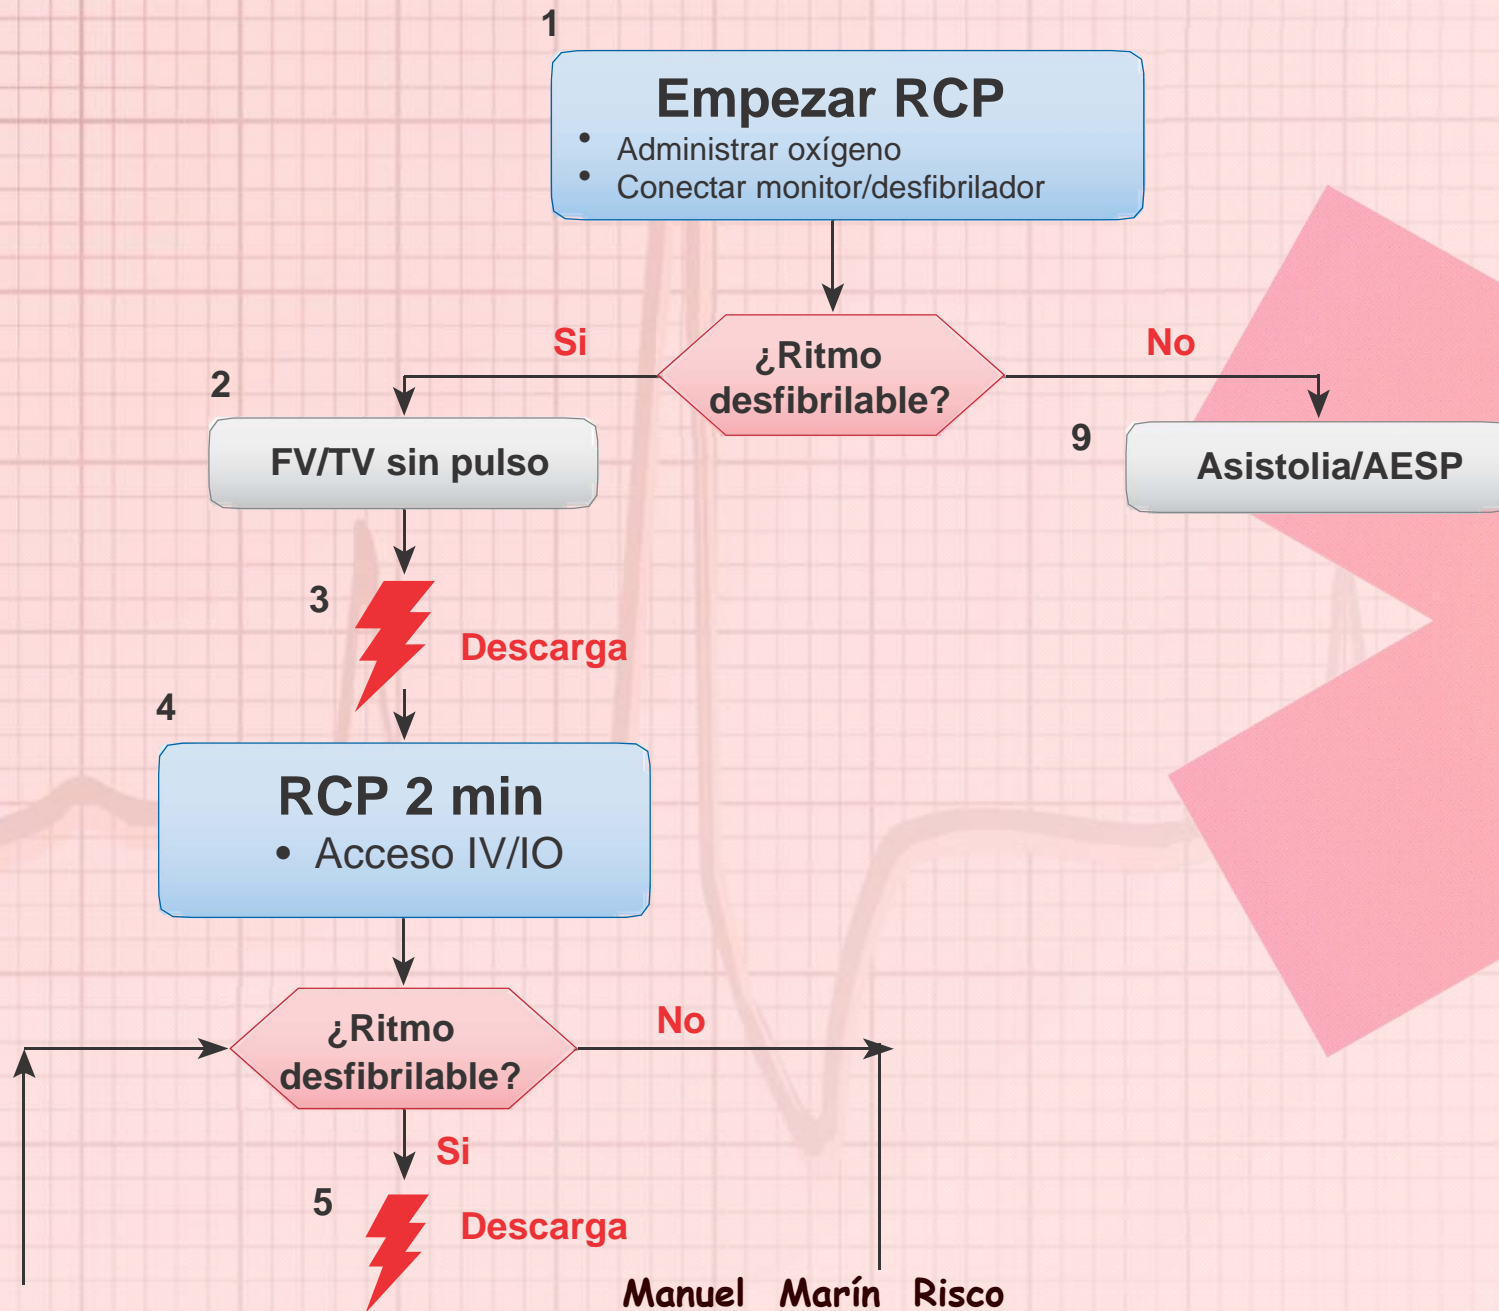 1
Empezar RCP
• Administrar oxígeno
• Conectar monitor/desfibrilador
Si
¿Ritmo
desfibrilable?
No
2
FV/TV sin pulso
9
Asistolia/AESP
3
Descarga
4
RCP 2 min
• Acceso IV/IO
¿Ritmo
desfibrilable?
No
Si
5
Descarga
Manuel Marín Risco